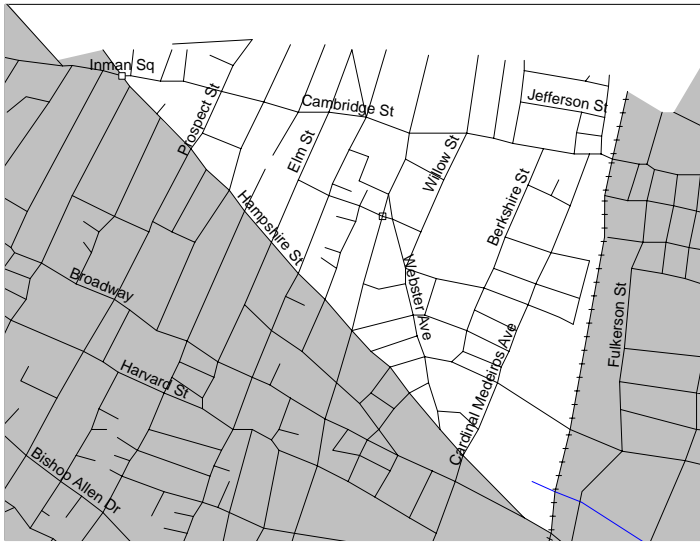 Inman Sq
Prospect St
Cambridge St
Jefferson St
Elm St
Willow St
Berkshire St
Hampshire St
Webster Ave
Broadway
Fulkerson St
Harvard St
Cardinal Medeiros Ave
Bishop Allen Dr